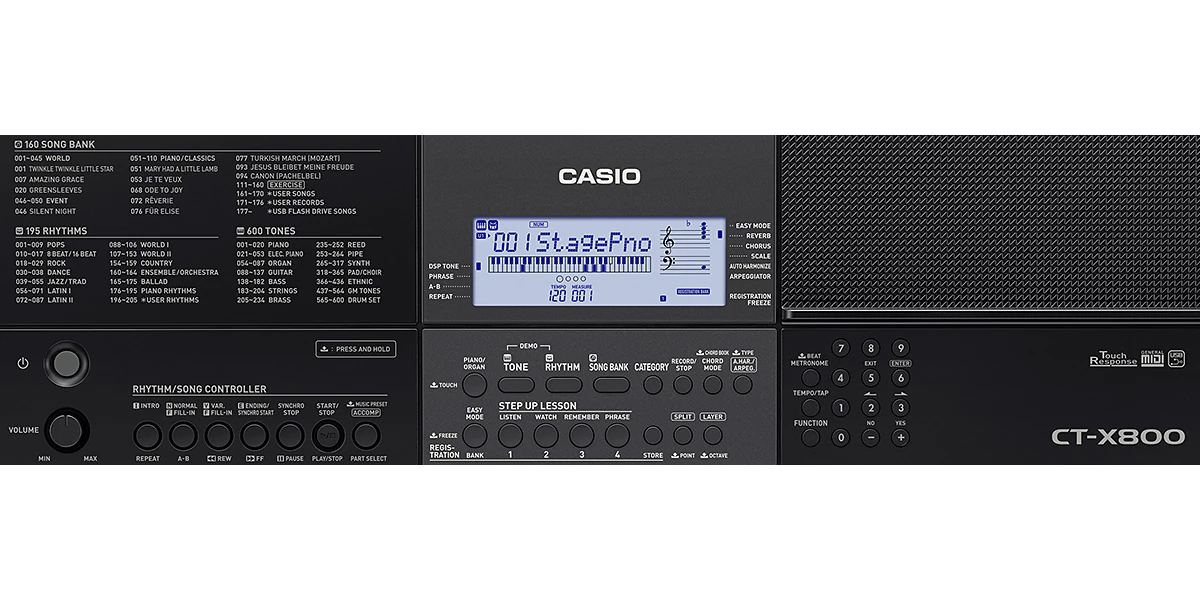 160 SONG BANK
001~045 WORLD
001 TWINKLE TWINKLE LITTLE STAR
007 AMAZING GRACE
020 GREENSLEEVES
046~050 EVENT
046 SILENT NIGHT
051~110 PIANO/CLASSICS
051 MARY HAD A LITTLE LAMB
053 JE TE VEUX
068 ODE TO JOY
072 RÊVERIE
076 FÜR ELISE
077 TURKISH MARCH [MOZART]
093 JESUS BLEIBET MEINE FREUDE
094 CANON [PACHELBEL]
111~160 EXERCISE
161~170 *USER SONGS
171~176 *USER RECORDS
177~ *USB FLASH DRIVE SONGS
195 RHYTHMS
001~009 POPS
010~017 8 BEAT/16 BEAT
018~029 ROCK
030~038 DANCE
039~055 JAZZ/TRAD
056~071 LATIN I
072~087 LATIN II
088~106 WORLD I
107~153 WORLD II
154~159 COUNTRY
160~164 ENSEMBLE/ORCHESTRA
165~175 BALLAD
176~195 PIANO RHYTHMS
196~205 *USER RHYTHMS
600 TONES
001~020 PIANO
021~053 ELEC. PIANO
054~087 ORGAN
088~137 GUITAR
138~182 BASS
183~204 STRINGS
205~234 BRASS
235~252 REED
253~264 PIPE
265~317 SYNTH
318~365 PAD/CHOIR
366~436 ETHNIC
437~564 GM TONES
565~600 DRUM SET
CASIO
NUM
U1
001StagePno
TEMPO MEASURE
120 001
REGISTRATION BANK
1
DSP TONE
PHRASE
A-B
REPEAT
EASY MODE
REVERB
CHORUS
SCALE
AUTO HARMONIZE
ARPEGGIATOR
REGISTRATION
FREEZE
: PRESS AND HOLD
VOLUME
MIN
MAX
RHYTHM/SONG CONTROLLER
I INTRO
N NORMAL
F FILL-IN
V VAR.
F FILL-IN
E ENDING/
SYNCHRO START
SYNCHRO
STOP
START/
STOP
MUSIC PRESET
ACCOMP
REPEAT
A-B
REW
FF
PAUSE
PLAY/STOP
PART SELECT
PIANO/
ORGAN
TOUCH
DEMO
TONE
RHYTHM
SONG BANK
CATEGORY
RECORD/
STOP
CHORD BOOK
CHORD
MODE
TYPE
A.HAR./
ARPEG.
EASY
MODE
STEP UP LESSON
LISTEN
WATCH
REMEMBER
PHRASE
SPLIT
LAYER
FREEZE
REGIS-
TRATION
BANK
1
2
3
4
STORE
POINT
OCTAVE
BEAT
METRONOME
TEMPO/TAP
FUNCTION
7
8
9
EXIT
ENTER
4
5
6
1
2
3
NO
YES
0
−
+
Touch
Response
GENERAL
MIDI
CT-X800